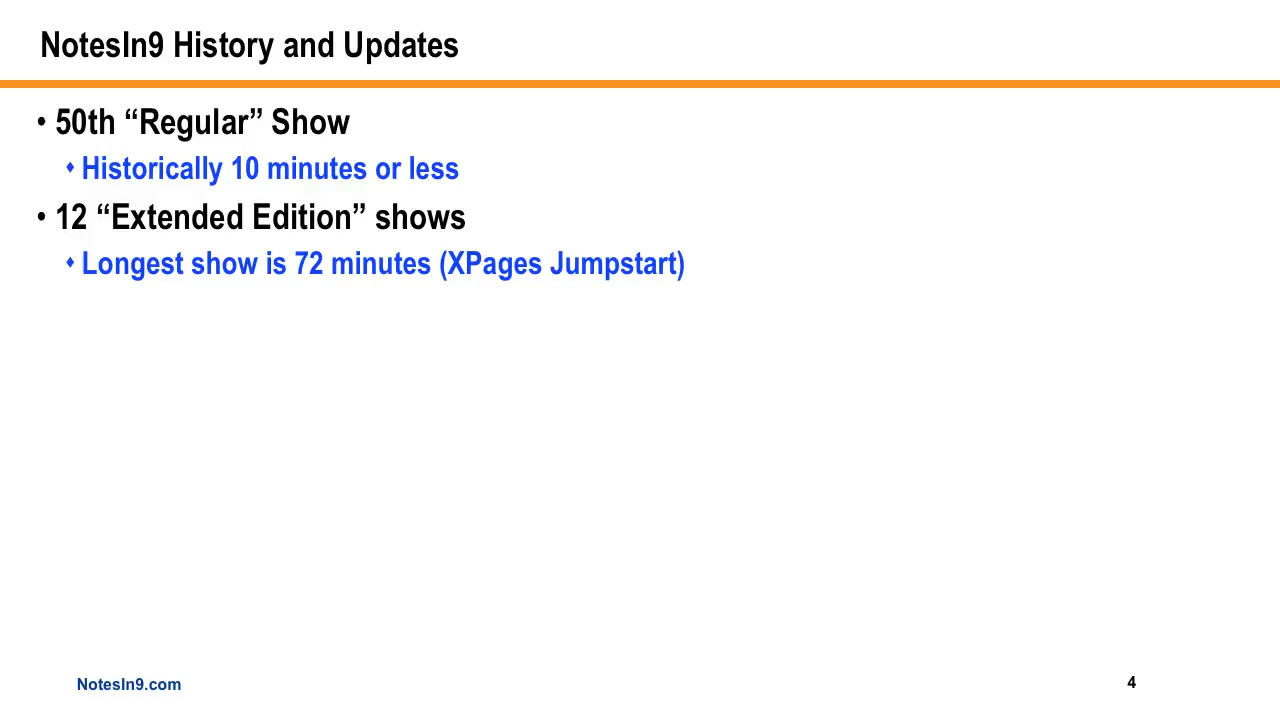 NotesIn9 History and Updates
• 50th “Regular” Show
♦ Historically 10 minutes or less
• 12 “Extended Edition” shows
♦ Longest show is 72 minutes (XPages Jumpstart)
NotesIn9.com
4